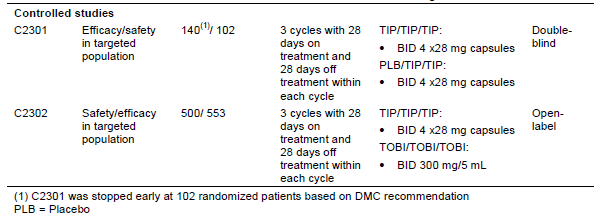 Controlled studies
C2301 Efficacy/safety in targeted population 140(1)/ 102 3 cycles with 28 days on treatment and 28 days off treatment within each cycle TIP/TIP/TIP: • BID 4 x28 mg capsules PLB/TIP/TIP: • BID 4 x28 mg capsules Double-blind
C2302 Safety/efficacy in targeted population 500/ 553 3 cycles with 28 days on treatment and 28 days off treatment within each cycle TIP/TIP/TIP: • BID 4 x28 mg capsules TOBI/TOBI/TOBI: • BID 300 mg/5 mL Open-label
(1) C2301 was stopped early at 102 randomized patients based on DMC recommendation
PLB = Placebo